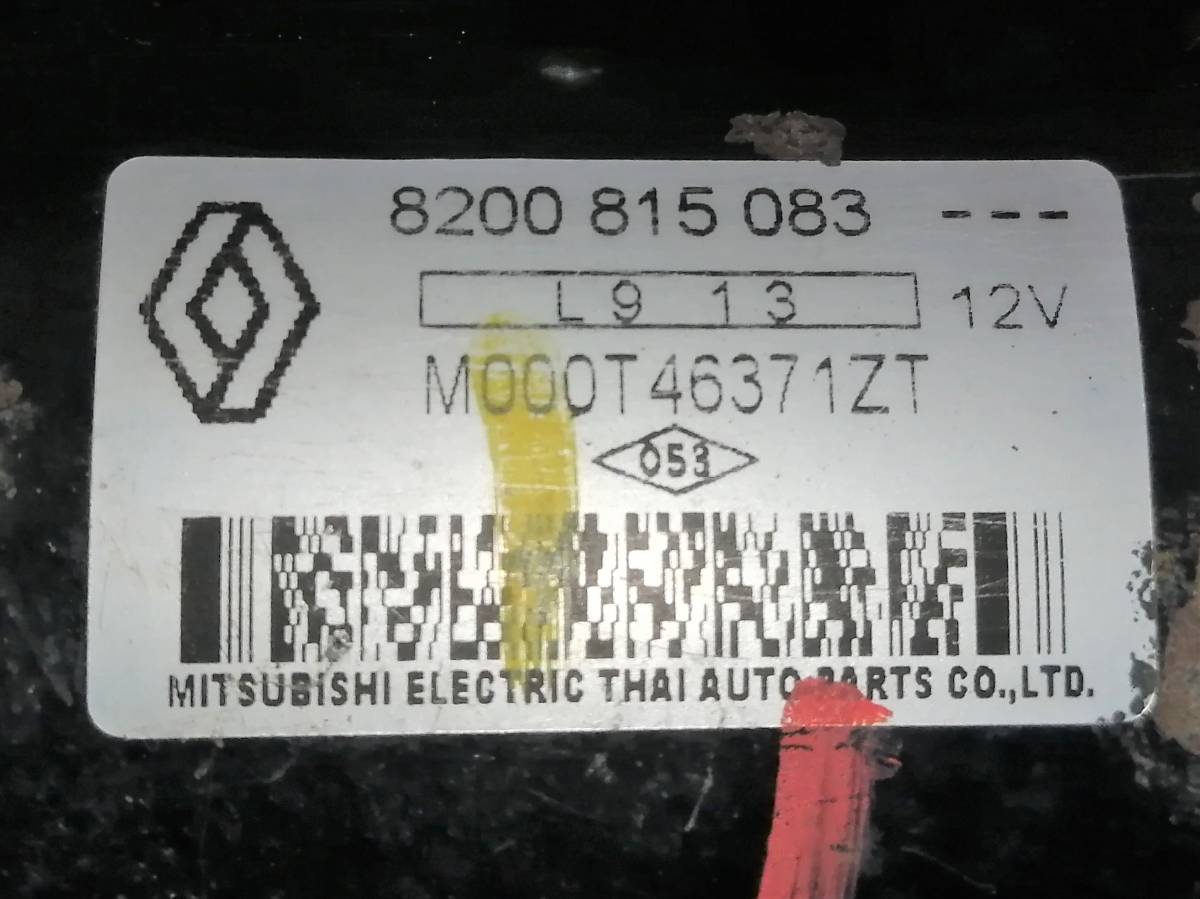 8200 815 083 ---
L9 13 12V
M000T46371ZT
053
MITSUBISHI ELECTRIC THAI AUTO PARTS CO.,LTD.